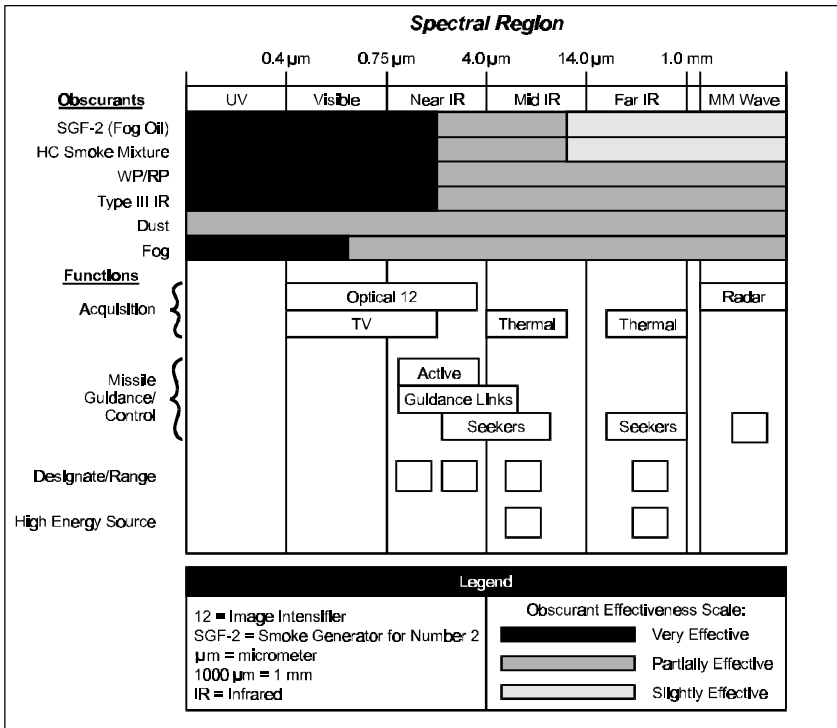 Spectral Region
0.4 µm 0.75 µm 4.0 µm 14.0 µm 1.0 mm
Obscurants UV Visible Near IR Mid IR Far IR MM Wave
SGF-2 (Fog Oil)
HC Smoke Mixture
WP/RP
Type III IR
Dust
Fog
Functions
Acquisition
Optical 12 Radar
TV Thermal Thermal
Missile
Guidance/
Control
Active
Guidance Links
Seekers Seekers
Designate/Range
High Energy Source
Legend
12 = Image Intensifier
SGF-2 = Smoke Generator for Number 2
µm = micrometer
1000 µm = 1 mm
IR = Infrared
Obscurant Effectiveness Scale:
Very Effective
Partially Effective
Slightly Effective